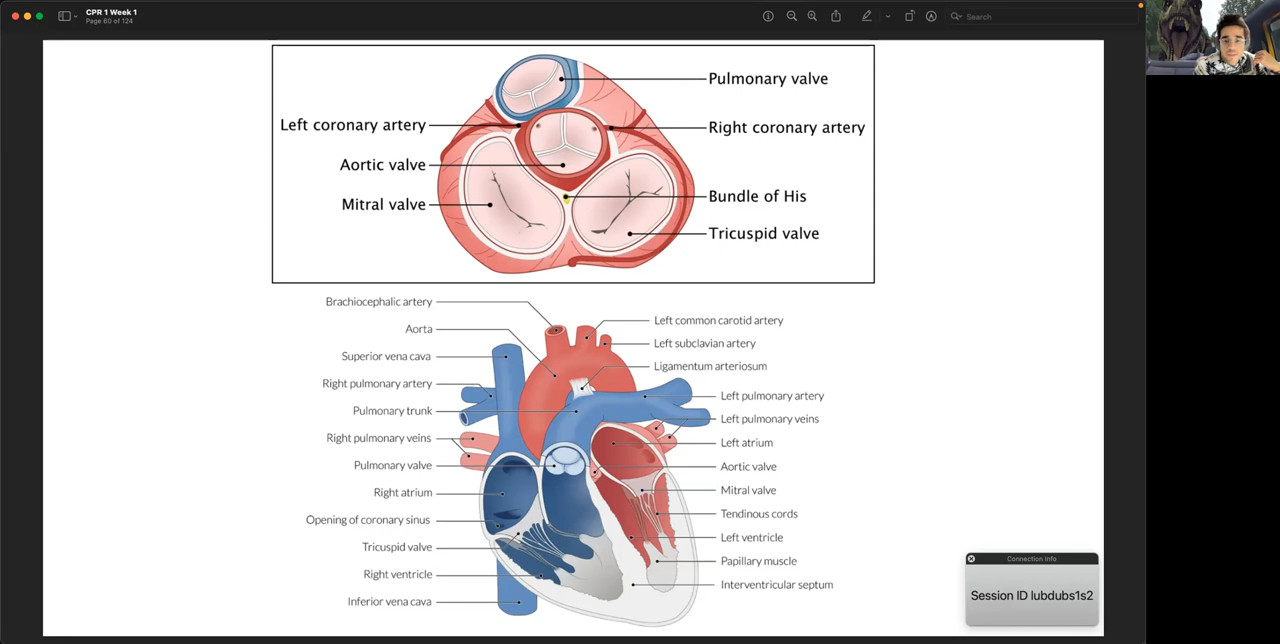 CPR 1 Week 1
Page 60 of 124
Search
Pulmonary valve
Left coronary artery
Right coronary artery
Aortic valve
Bundle of His
Mitral valve
Tricuspid valve
Brachiocephalic artery
Left common carotid artery
Aorta
Left subclavian artery
Superior vena cava
Ligamentum arteriosum
Right pulmonary artery
Left pulmonary artery
Pulmonary trunk
Left pulmonary veins
Right pulmonary veins
Left atrium
Pulmonary valve
Aortic valve
Right atrium
Mitral valve
Opening of coronary sinus
Tendinous cords
Tricuspid valve
Left ventricle
Right ventricle
Papillary muscle
Inferior vena cava
Interventricular septum
Connection Info
Session ID lubdubs1s2